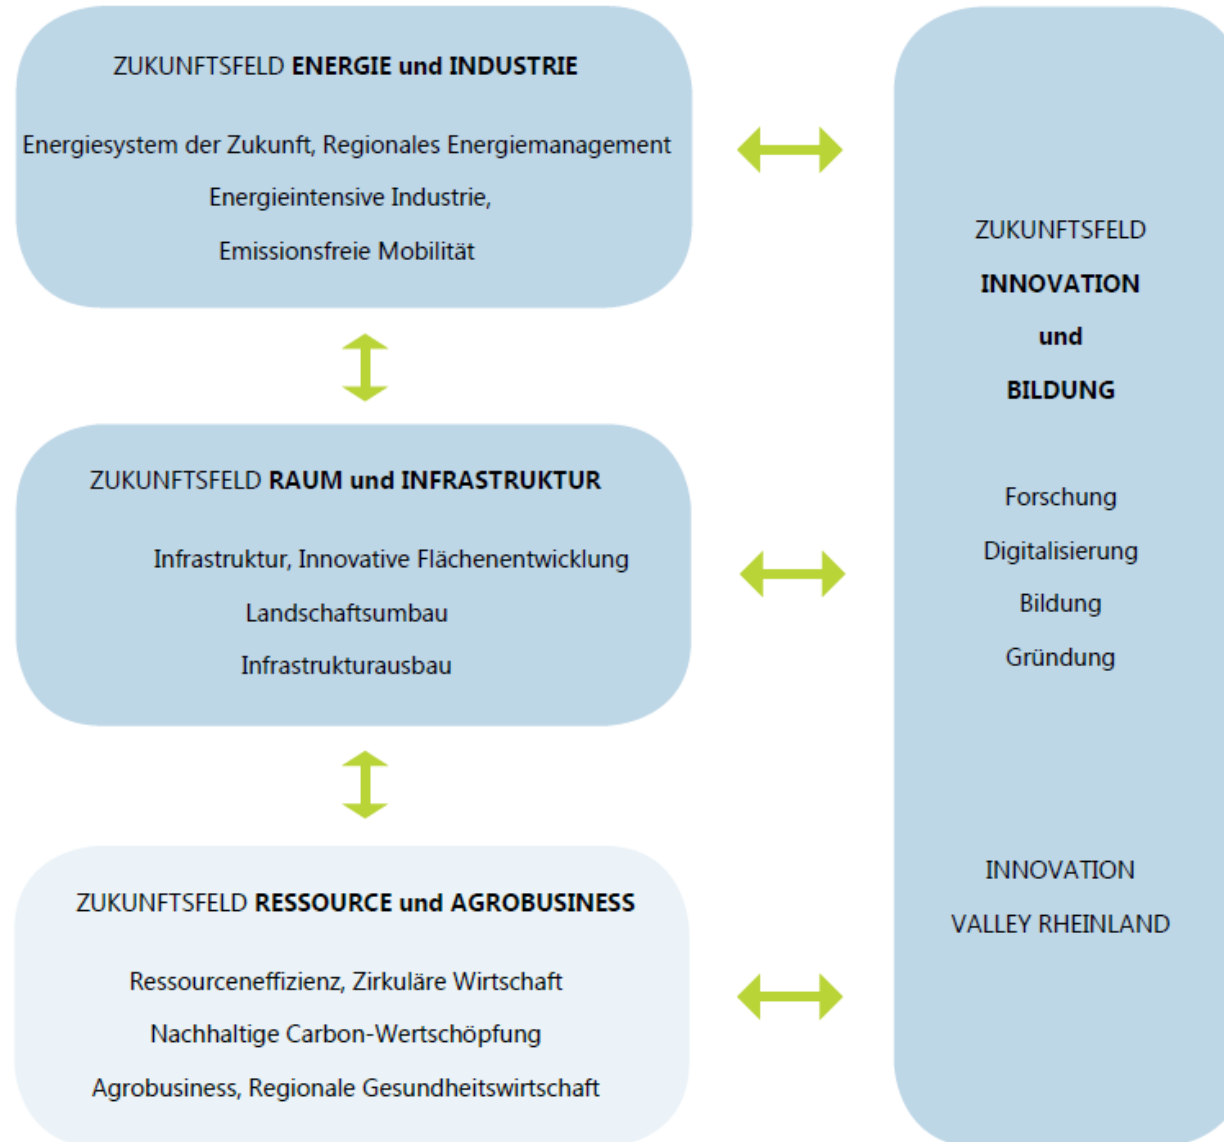 ZUKUNFTSFELD ENERGIE und INDUSTRIE
Energiesystem der Zukunft, Regionales Energiemanagement
Energieintensive Industrie,
Emissionsfreie Mobilität
ZUKUNFTSFELD RAUM und INFRASTRUKTUR
Infrastruktur, Innovative Flächenentwicklung
Landschaftsumbau
Infrastrukturausbau
ZUKUNFTSFELD RESSOURCE und AGROBUSINESS
Ressourceneffizienz, Zirkuläre Wirtschaft
Nachhaltige Carbon-Wertschöpfung
Agrobusiness, Regionale Gesundheitswirtschaft
ZUKUNFTSFELD
INNOVATION
und
BILDUNG
Forschung
Digitalisierung
Bildung
Gründung
INNOVATION
VALLEY RHEINLAND